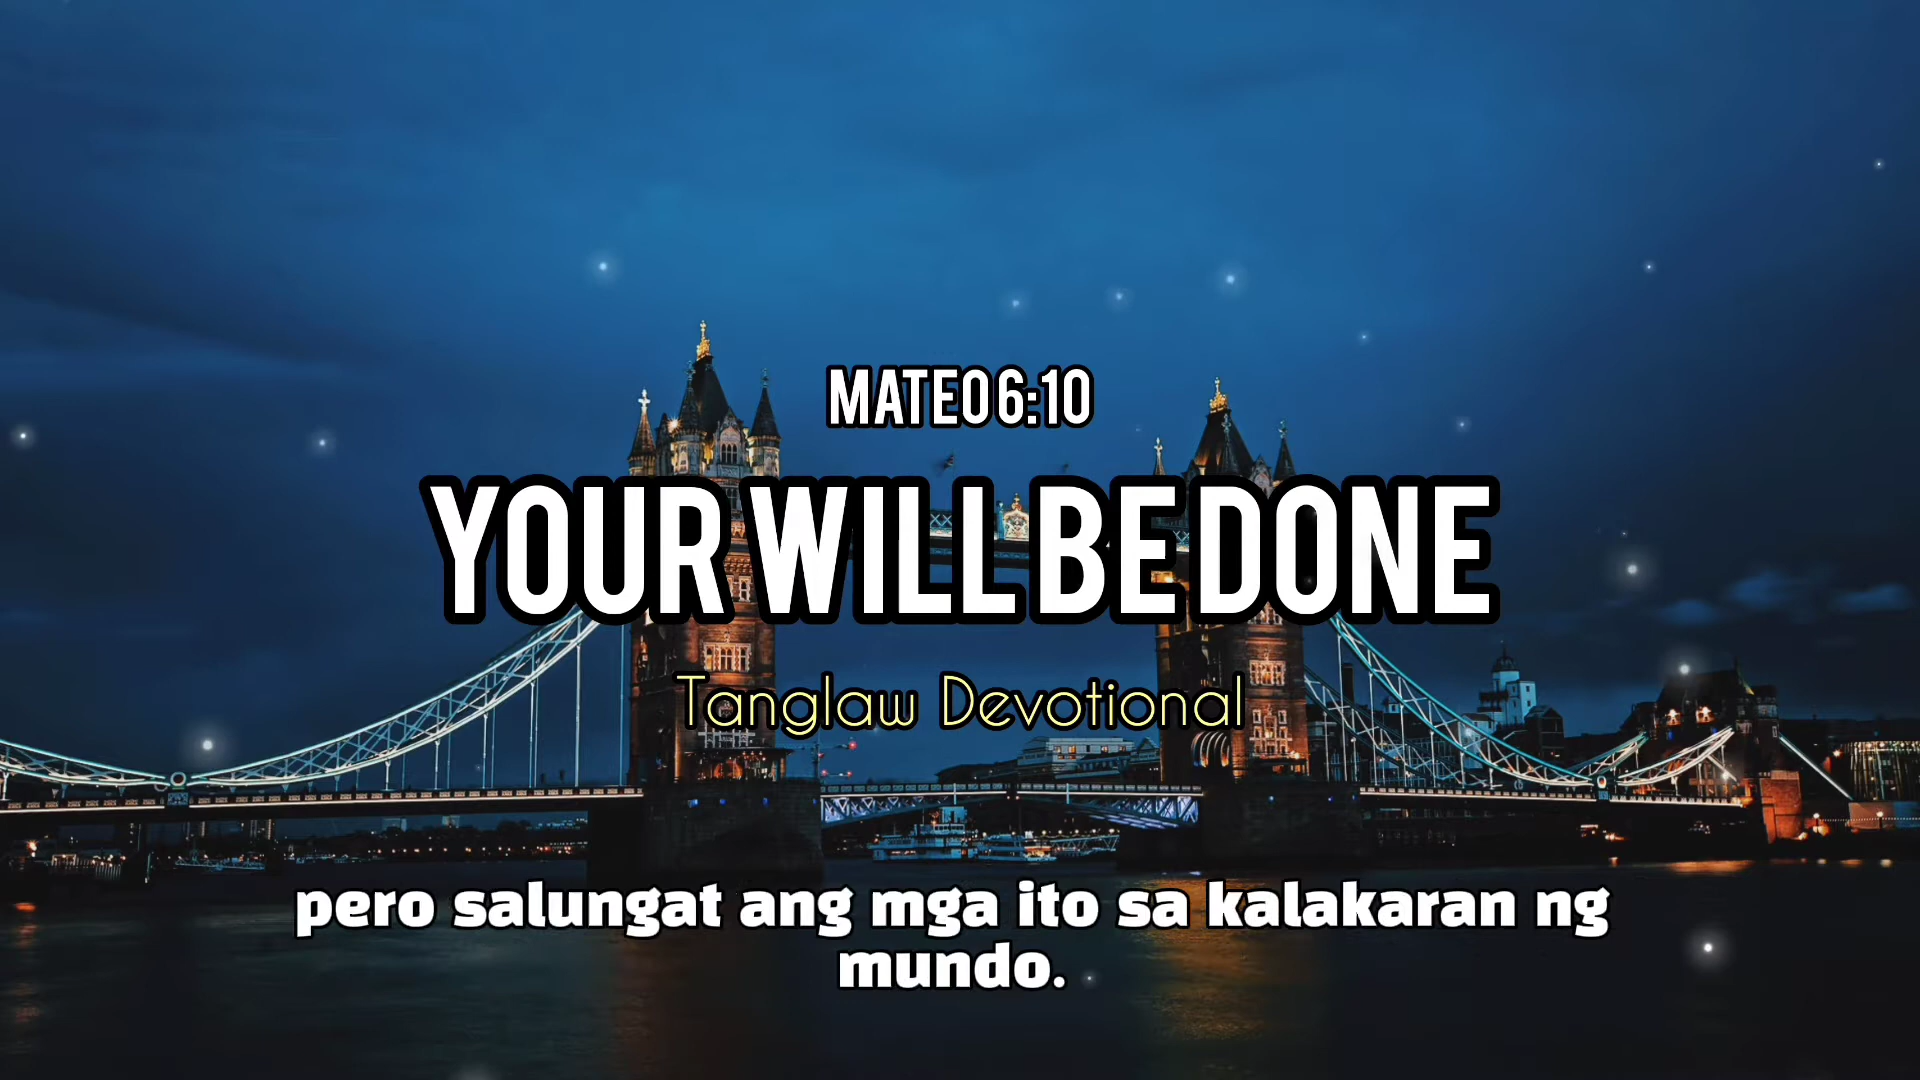 MATEO 6:10
YOUR WILL BE DONE
Tanglaw Devotional
pero salungat ang mga ito sa kalakaran ng
mundo.